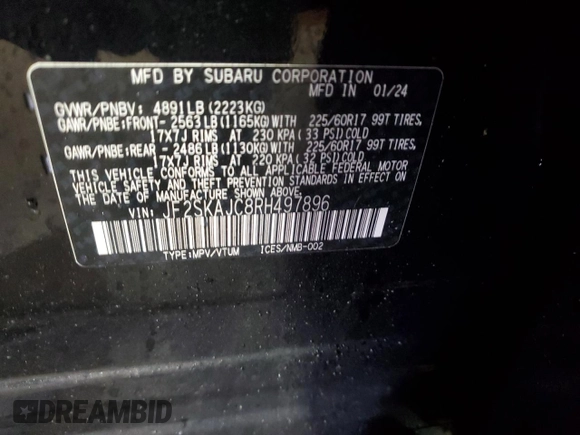 MFD BY SUBARU CORPORATION
MFD IN 01/24
GVWR/PNBV: 4891LB (2223KG)
GAWR/PNBE:FRONT- 2563LB (1165KG)WITH 225/60R17 99T TIRES,
17X7J RIMS AT 230 KPA (33 PSI)COLD
GAWR/PNBE:REAR - 2486LB (1130KG)WITH 225/60R17 99T TIRES,
17X7J RIMS AT 220 KPA (32 PSI)COLD
THIS VEHICLE CONFORMS TO ALL APPLICABLE FEDERAL MOTOR
VEHICLE SAFETY AND THEFT PREVENTION STANDARDS IN EFFECT ON
THE DATE OF MANUFACTURE SHOWN ABOVE.
VIN: JF2SKAJC8RH497896
TYPE:MPV/VTUM ICES/NMB-002
DREAMBID